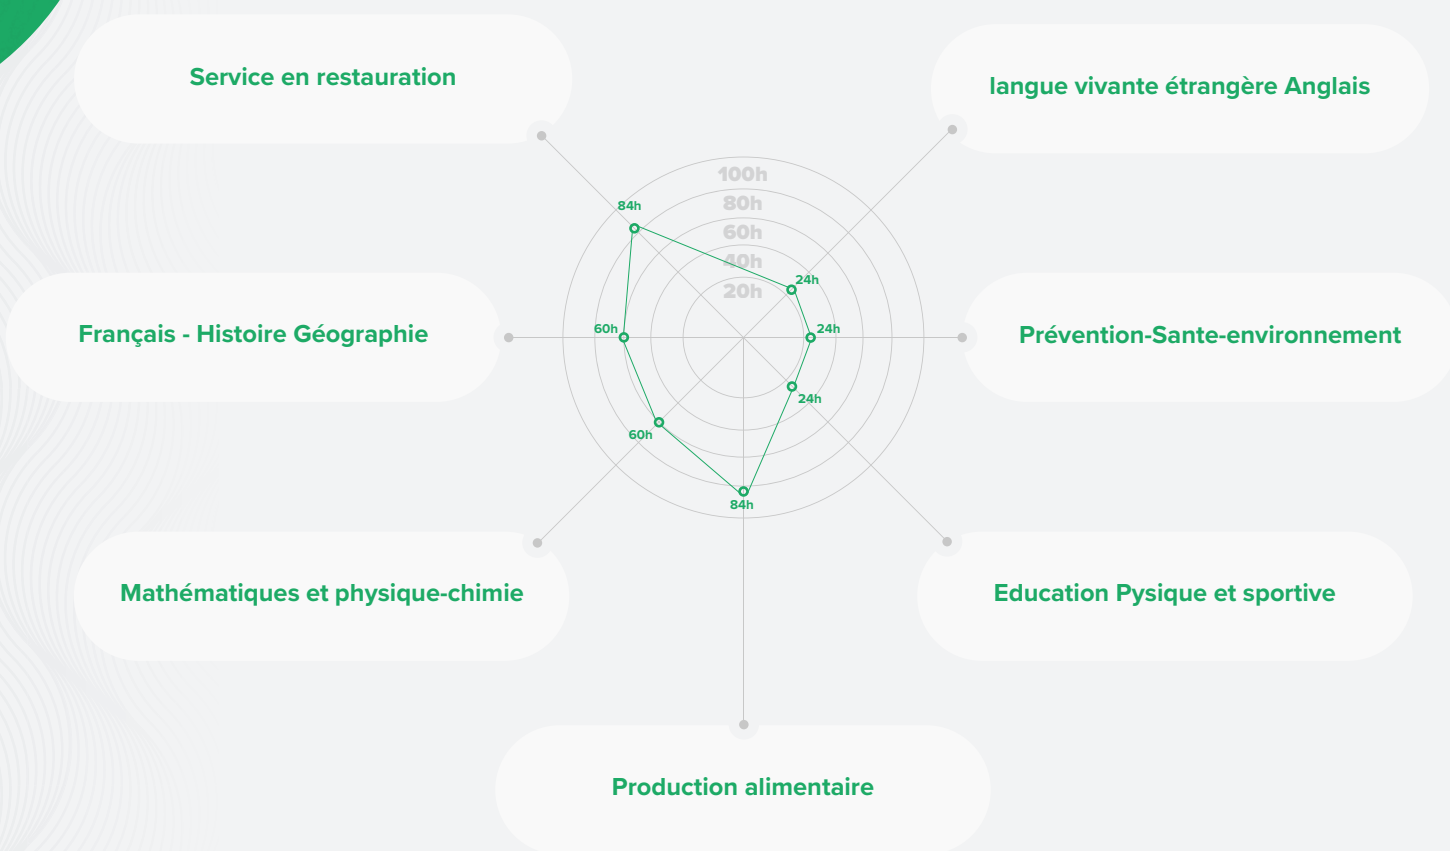 Service en restauration
langue vivante étrangère Anglais
100h
80h
84h
60h
40h
24h
20h
Français - Histoire Géographie
60h
24h
Prévention-Sante-environnement
24h
60h
84h
Mathématiques et physique-chimie
Education Pysique et sportive
Production alimentaire